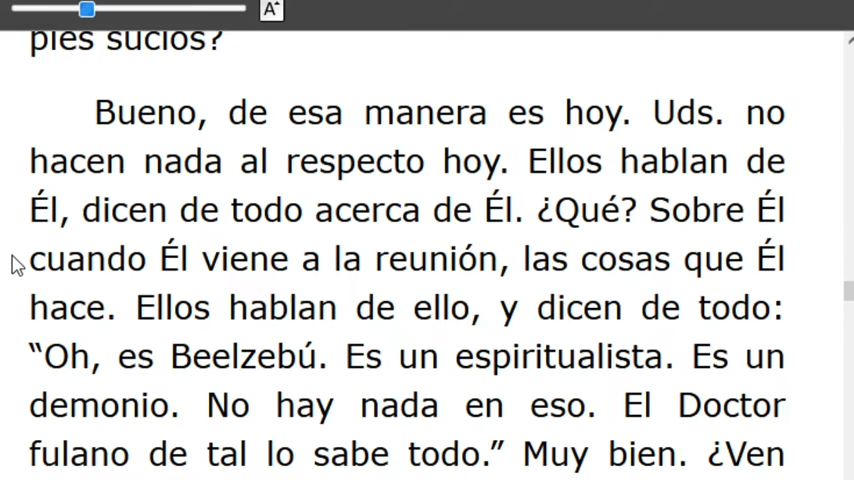 A
pies sucios?
Bueno, de esa manera es hoy. Uds. no
hacen nada al respecto hoy. Ellos hablan de
Él, dicen de todo acerca de Él. ¿Qué? Sobre Él
cuando Él viene a la reunión, las cosas que Él
hace. Ellos hablan de ello, y dicen de todo:
“Oh, es Beelzebú. Es un espiritualista. Es un
demonio. No hay nada en eso. El Doctor
fulano de tal lo sabe todo.” Muy bien. ¿Ven